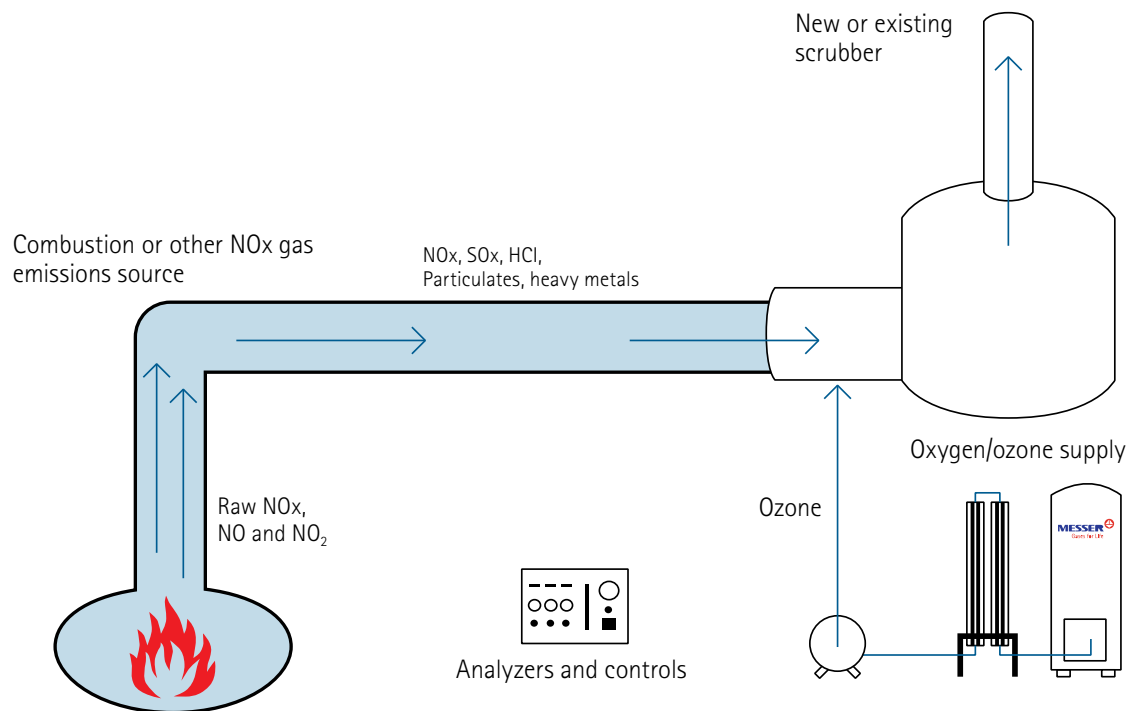 New or existing
scrubber
Combustion or other NOx gas
emissions source
NOx, SOx, HCl,
Particulates, heavy metals
Raw NOx,
NO and NO₂
Ozone
Oxygen/ozone supply
MESSER
Gases for Life
Analyzers and controls